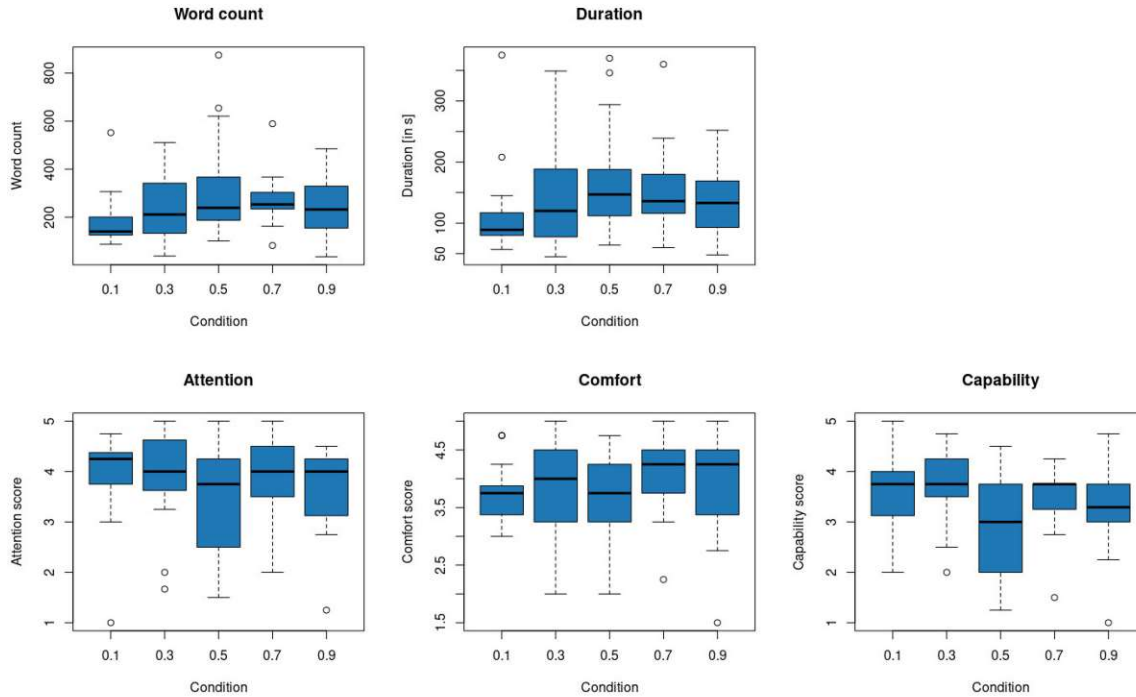 Word count
Duration
Word count
800
600
400
200
0.1 0.3 0.5 0.7 0.9
Condition
Duration [in s]
300
200
100
50
0.1 0.3 0.5 0.7 0.9
Condition
Attention
Comfort
Capability
Attention score
5
4
3
2
1
0.1 0.3 0.5 0.7 0.9
Condition
Comfort score
4.5
3.5
2.5
1.5
0.1 0.3 0.5 0.7 0.9
Condition
Capability score
5
4
3
2
1
0.1 0.3 0.5 0.7 0.9
Condition